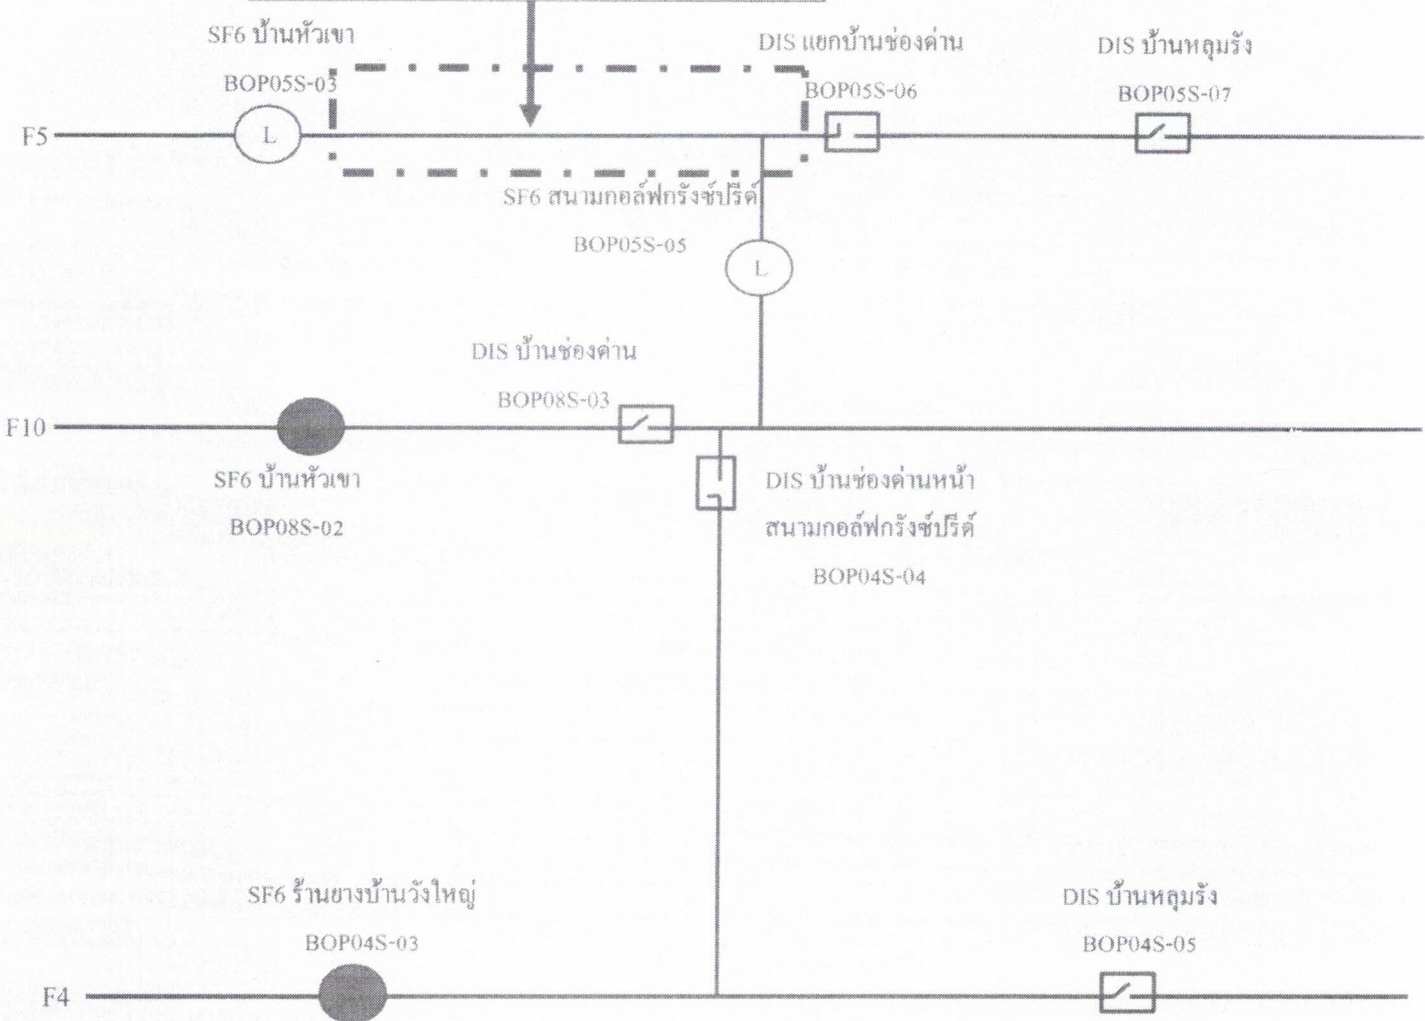 SF6 บ้านหัวเขา
BOP05S-03
DIS แยกบ้านช่องด่าน
BOP05S-06
DIS บ้านหลุมรัง
BOP05S-07
F5
L
SF6 สนามกอล์ฟกรังซ์ปรีด์
BOP05S-05
L
DIS บ้านช่องด่าน
BOP08S-03
F10
SF6 บ้านหัวเขา
BOP08S-02
DIS บ้านช่องด่านหน้า
สนามกอล์ฟกรังซ์ปรีด์
BOP04S-04
SF6 ร้านยางบ้านวังใหญ่
BOP04S-03
DIS บ้านหลุมรัง
BOP04S-05
F4